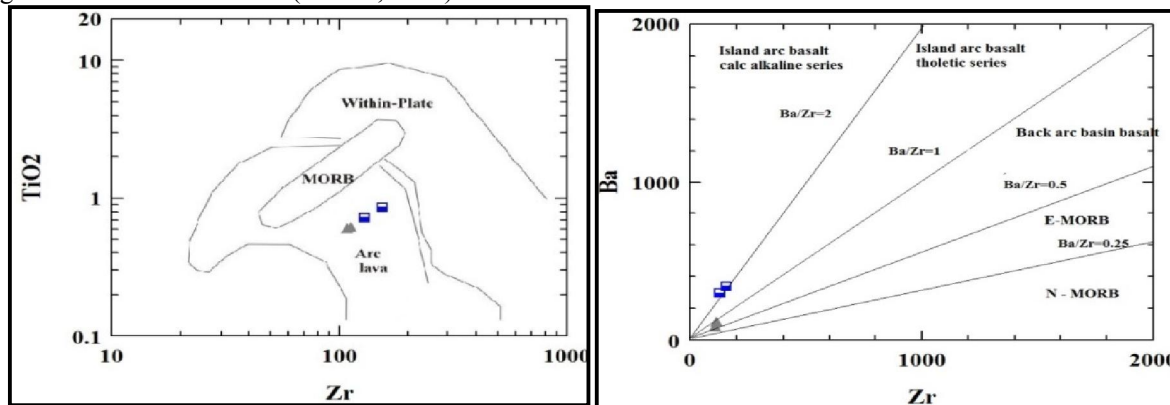 20
10
Within-Plate
TiO2
MORB
1
Arc
lava
0.1
10
100
1000
Zr
2000
Island arc basalt
calc alkaline series
Island arc basalt
tholetic series
Ba/Zr=2
Ba/Zr=1
Back arc basin basalt
Ba
1000
Ba/Zr=0.5
E-MORB
Ba/Zr=0.25
N - MORB
0
0
1000
2000
Zr